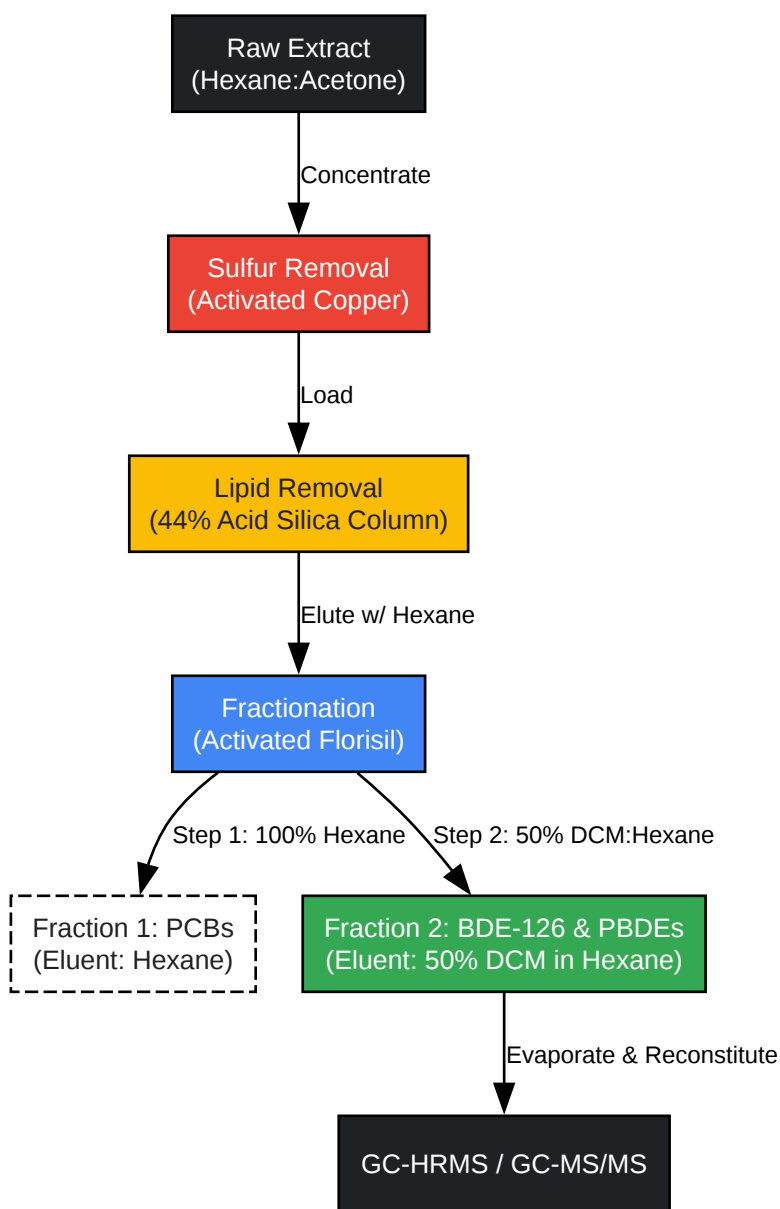 Raw Extract
(Hexane:Acetone)
Concentrate
Sulfur Removal
(Activated Copper)
Load
Lipid Removal
(44% Acid Silica Column)
Elute w/ Hexane
Fractionation
(Activated Florisil)
Step 1: 100% Hexane
Step 2: 50% DCM:Hexane
Fraction 1: PCBs
(Eluent: Hexane)
Fraction 2: BDE-126 & PBDEs
(Eluent: 50% DCM in Hexane)
Evaporate & Reconstitute
GC-HRMS / GC-MS/MS